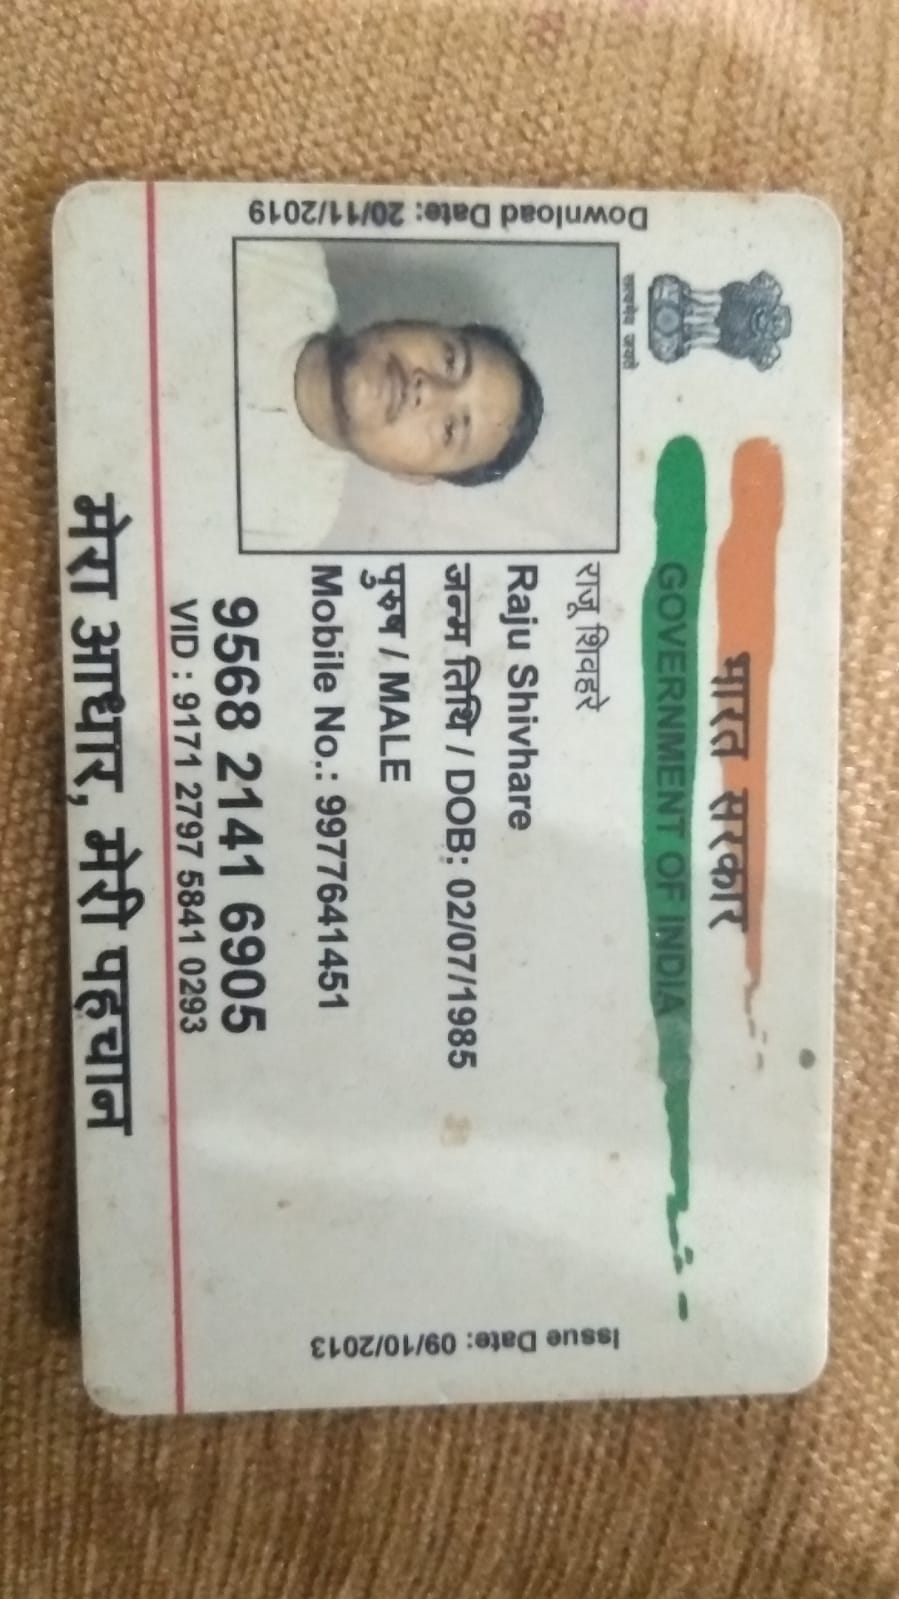 भारत सरकार
GOVERNMENT OF INDIA
सत्यमेव जयते
Download Date: 20/11/2019
राजू शिवहरे
Raju Shivhare
जन्म तिथि / DOB: 02/07/1985
पुरुष / MALE
Mobile No.: 9977641451
Issue Date: 09/10/2013
9568 2141 6905
VID : 9171 2797 5841 0293
मेरा आधार, मेरी पहचान